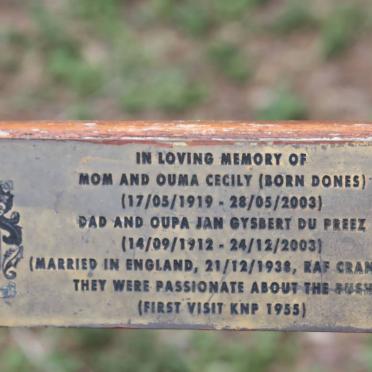 IN LOVING MEMORY OF
MOM AND OUMA CECILY (BORN DONES)
(17/05/1919 - 28/05/2003)
DAD AND OUPA JAN GYSBERT DU PREEZ
(14/09/1912 - 24/12/2003)
(MARRIED IN ENGLAND, 21/12/1938, RAF CRAN
THEY WERE PASSIONATE ABOUT THE BUSH
(FIRST VISIT KNP 1955)